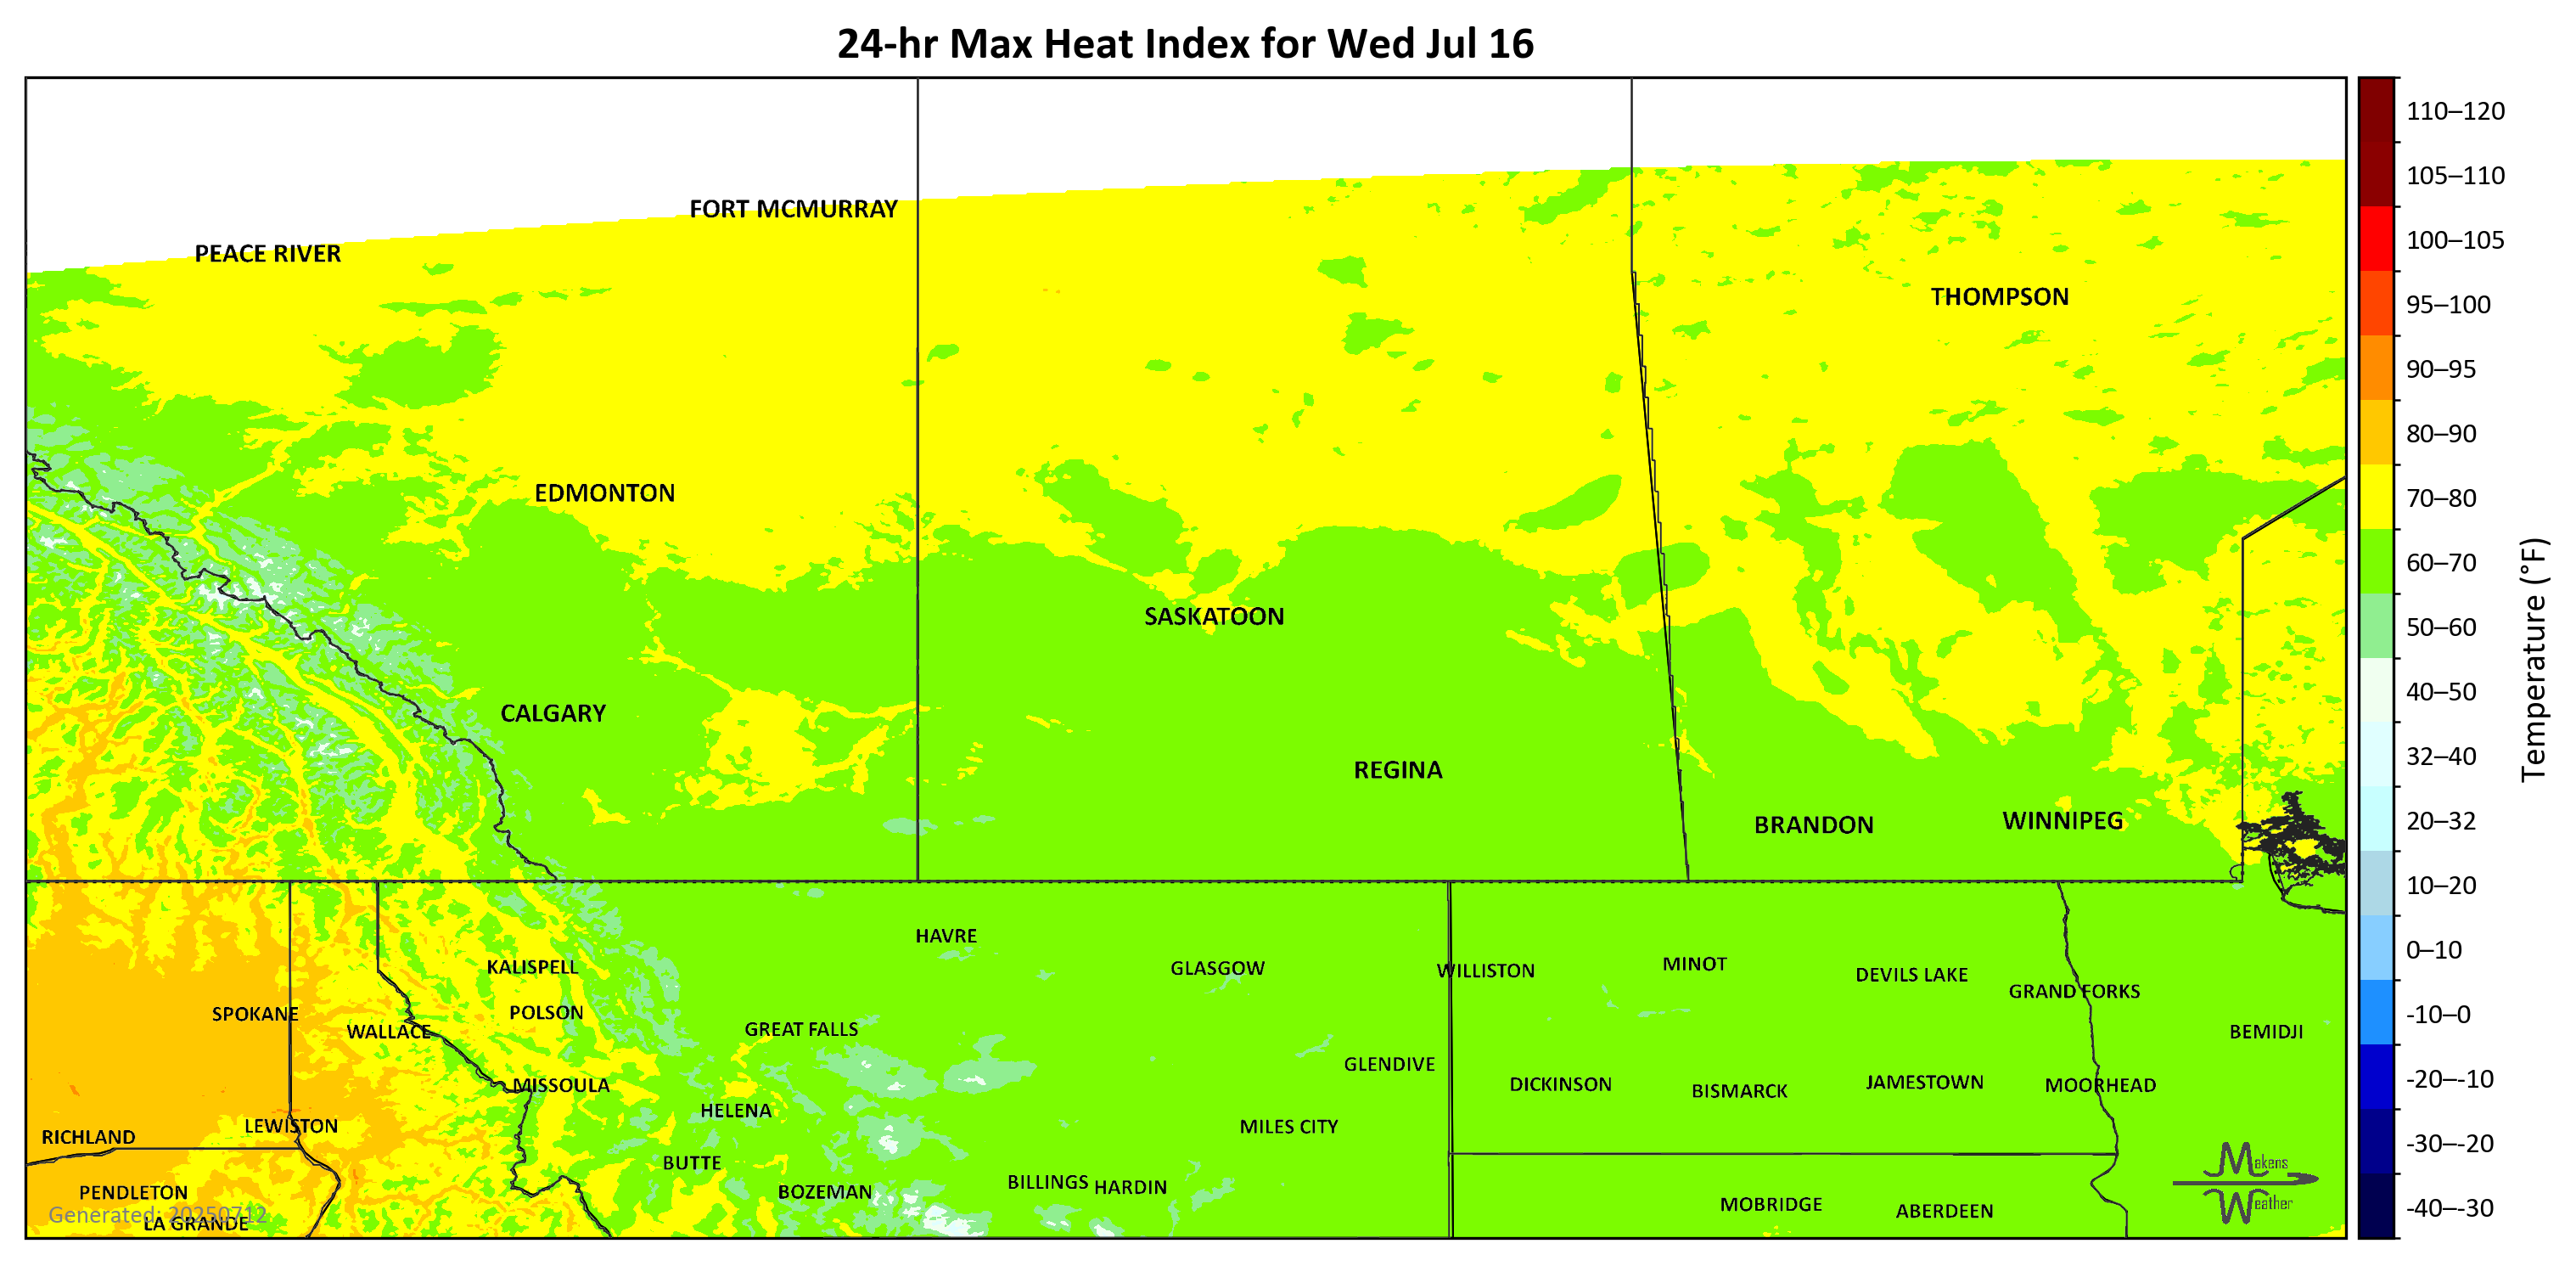 24-hr Max Heat Index for Wed Jul 16
110–120
105–110
100–105
95–100
90–95
80–90
70–80
60–70
50–60
40–50
32–40
20–32
10–20
0–10
-10–0
-20–-10
-30–-20
-40–-30
Temperature (°F)
FORT MCMURRAY
PEACE RIVER
THOMPSON
EDMONTON
SASKATOON
CALGARY
REGINA
BRANDON
WINNIPEG
HAVRE
KALISPELL
GLASGOW
WILLISTON
MINOT
DEVILS LAKE
GRAND FORKS
SPOKANE
POLSON
WALLACE
GREAT FALLS
BEMIDJI
GLENDIVE
MISSOULA
DICKINSON
BISMARCK
JAMESTOWN
MOORHEAD
HELENA
LEWISTON
MILES CITY
RICHLAND
BUTTE
PENDLETON
BOZEMAN
BILLINGS
HARDIN
MOBRIDGE
ABERDEEN
Generated: 20250712
LA GRANDE
Makens
Weather